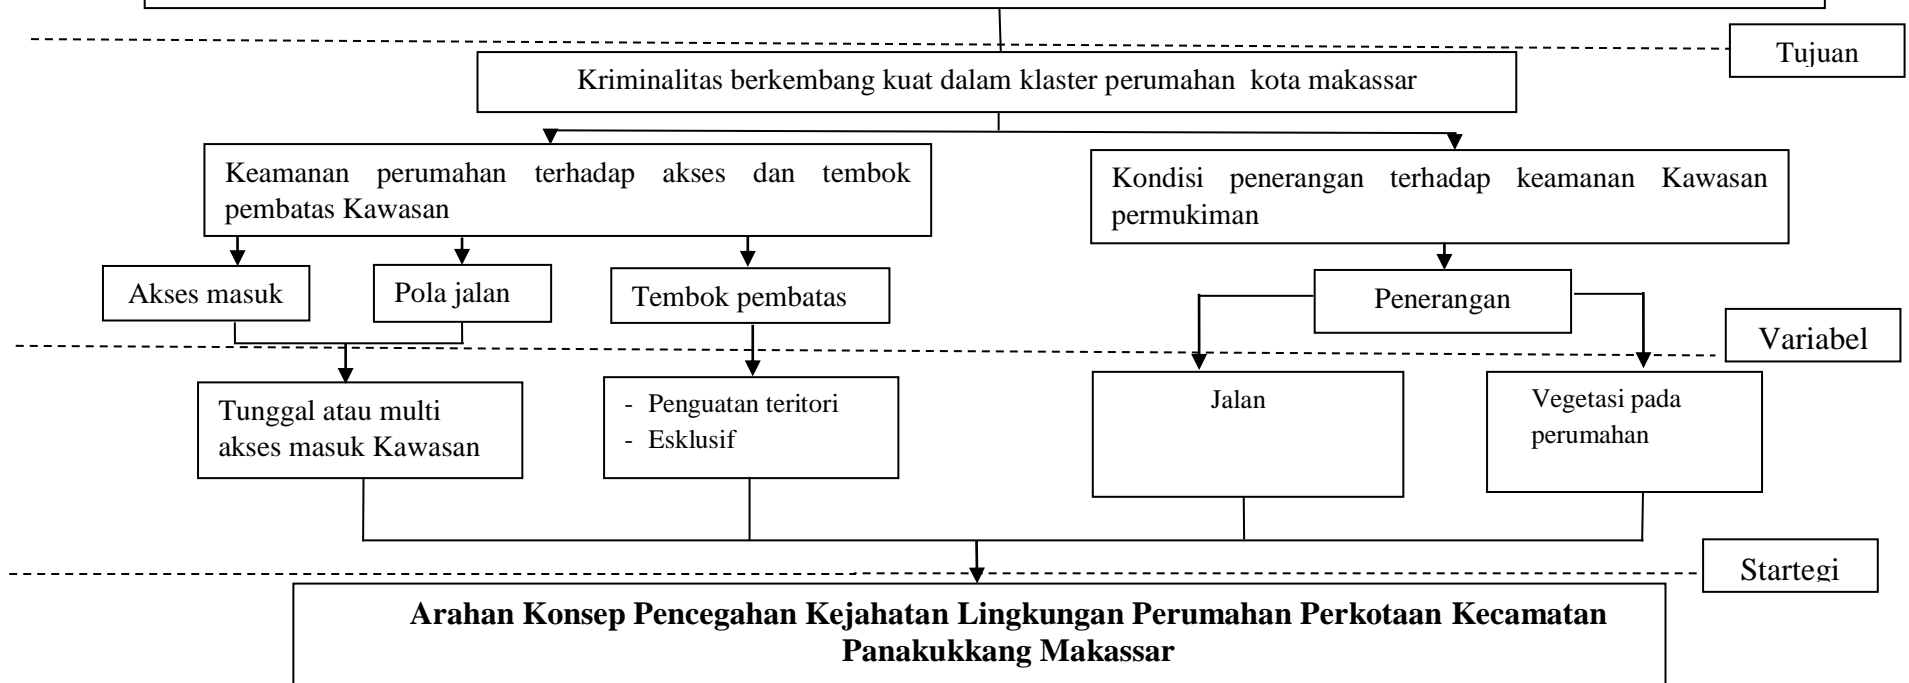 Tujuan
Kriminalitas berkembang kuat dalam klaster perumahan kota makassar
Keamanan perumahan terhadap akses dan tembok
pembatas Kawasan
Kondisi penerangan terhadap keamanan Kawasan
permukiman
Akses masuk
Pola jalan
Tembok pembatas
Penerangan
Variabel
Tunggal atau multi
akses masuk Kawasan
- Penguatan teritori
- Esklusif
Jalan
Vegetasi pada
perumahan
Startegi
Arahan Konsep Pencegahan Kejahatan Lingkungan Perumahan Perkotaan Kecamatan
Panakukkang Makassar